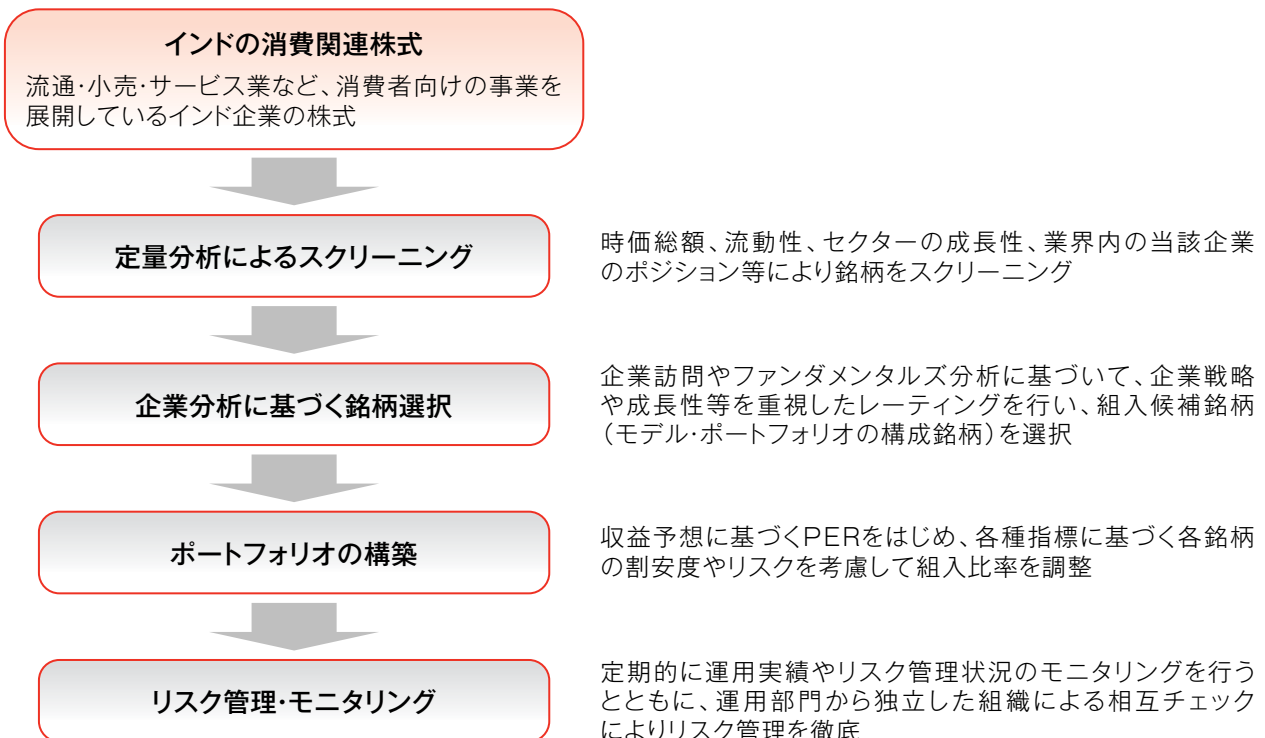 インドの消費関連株式
流通・小売・サービス業など、消費者向けの事業を
展開しているインド企業の株式
定量分析によるスクリーニング
時価総額、流動性、セクターの成長性、業界内の当該企業
のポジション等により銘柄をスクリーニング
企業分析に基づく銘柄選択
企業訪問やファンダメンタルズ分析に基づいて、企業戦略
や成長性等を重視したレーティングを行い、組入候補銘柄
(モデル・ポートフォリオの構成銘柄)を選択
ポートフォリオの構築
収益予想に基づくPERをはじめ、各種指標に基づく各銘柄
の割安度やリスクを考慮して組入比率を調整
リスク管理・モニタリング
定期的に運用実績やリスク管理状況のモニタリングを行う
とともに、運用部門から独立した組織による相互チェック
によりリスク管理を徹底